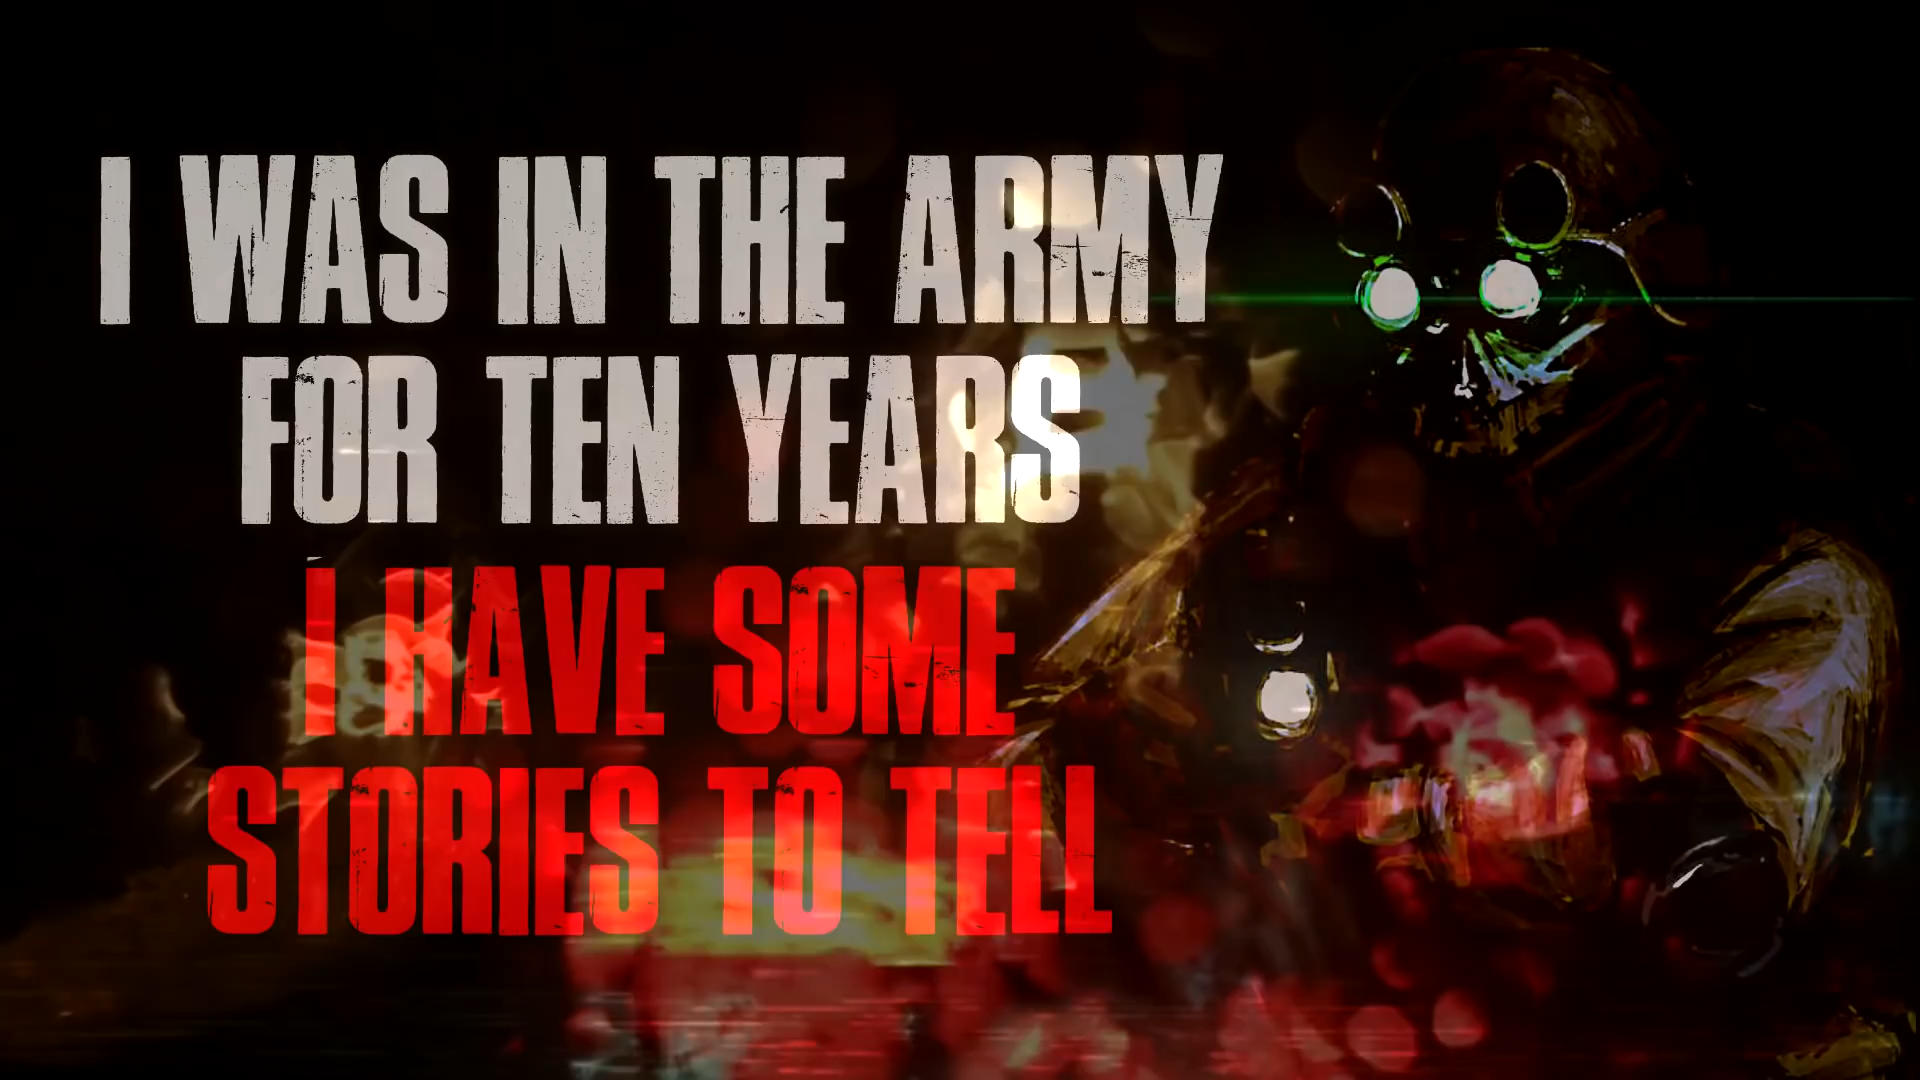 I WAS IN THE ARMY
FOR TEN YEARS
I HAVE SOME
STORIES TO TELL